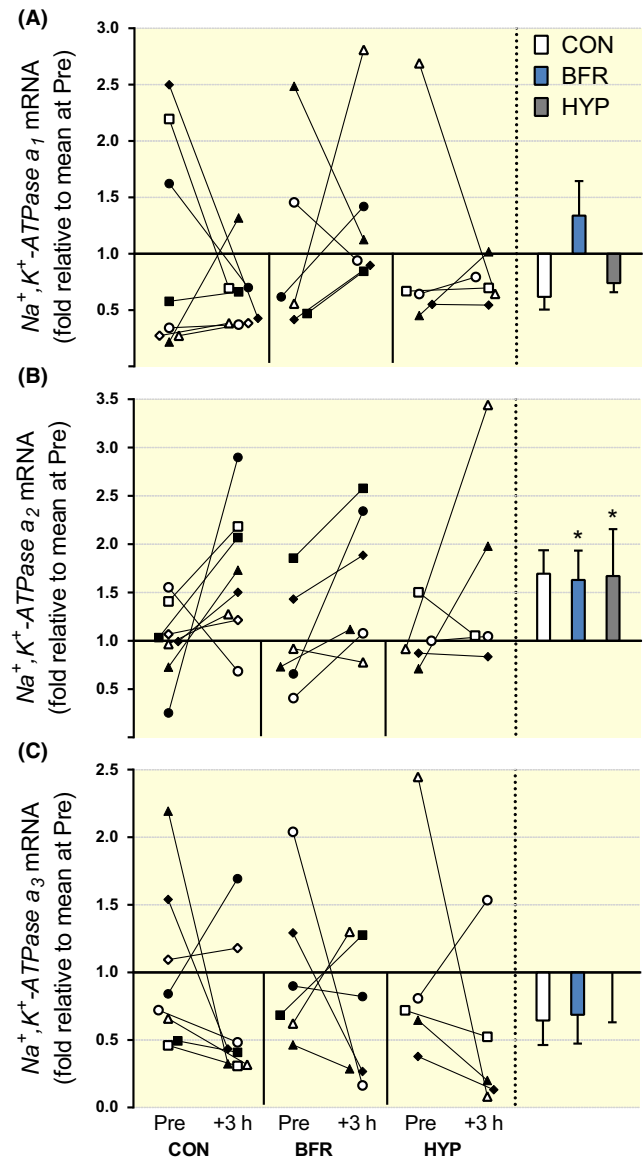 (A)
Na⁺,K⁺-ATPase a₁ mRNA
(fold relative to mean at Pre)
3.0
2.5
2.0
1.5
1.0
0.5
CON
BFR
HYP
(B)
Na⁺,K⁺-ATPase a₂ mRNA
(fold relative to mean at Pre)
3.5
3.0
2.5
2.0
1.5
1.0
0.5
* *
(C)
Na⁺,K⁺-ATPase a₃ mRNA
(fold relative to mean at Pre)
2.5
2.0
1.5
1.0
0.5
0.0
Pre +3 h Pre +3 h Pre +3 h
CON BFR HYP